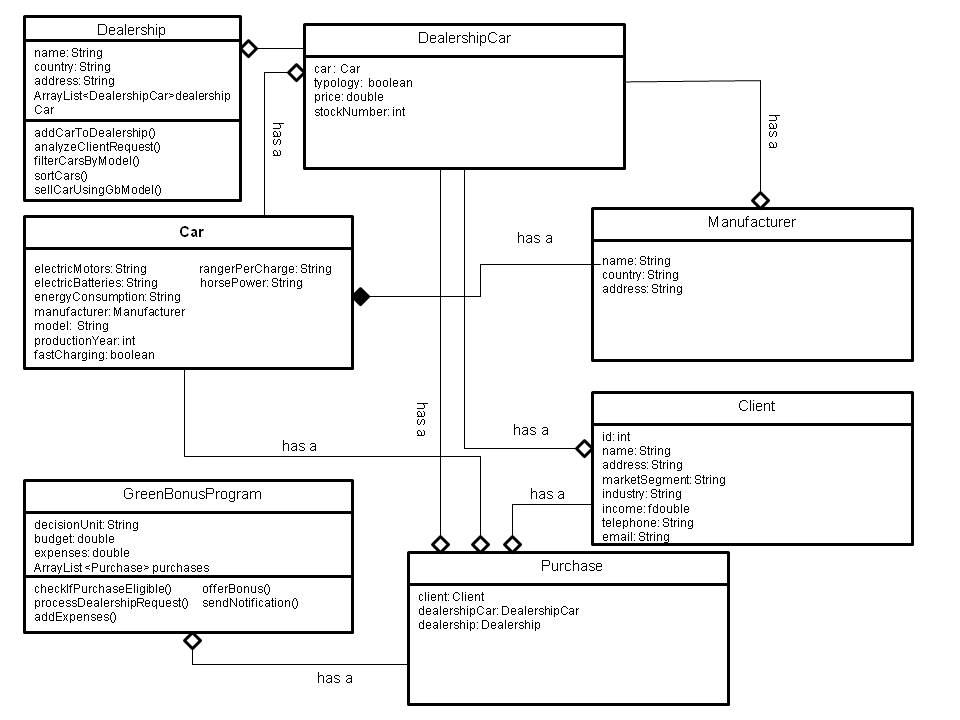 Dealership
name: String
country: String
address: String
ArrayList<DealershipCar>dealership
Car
addCarToDealership()
analyzeClientRequest()
filterCarsByModel()
sortCars()
sellCarUsingGbModel()
DealershipCar
car: Car
typology: boolean
price: double
stockNumber: int
has a
has a
Car
electricMotors: String rangerPerCharge: String
electricBatteries: String horsePower: String
energyConsumption: String
manufacturer: Manufacturer
model: String
productionYear: int
fastCharging: boolean
has a
Manufacturer
name: String
country: String
address: String
has a
has a
has a
Client
id: int
name: String
address: String
marketSegment: String
industry: String
income: fdouble
telephone: String
email: String
has a
GreenBonusProgram
decisionUnit: String
budget: double
expenses: double
ArrayList <Purchase> purchases
checkIfPurchaseEligible() offerBonus()
processDealershipRequest() sendNotification()
addExpenses()
Purchase
client: Client
dealershipCar: DealershipCar
dealership: Dealership
has a